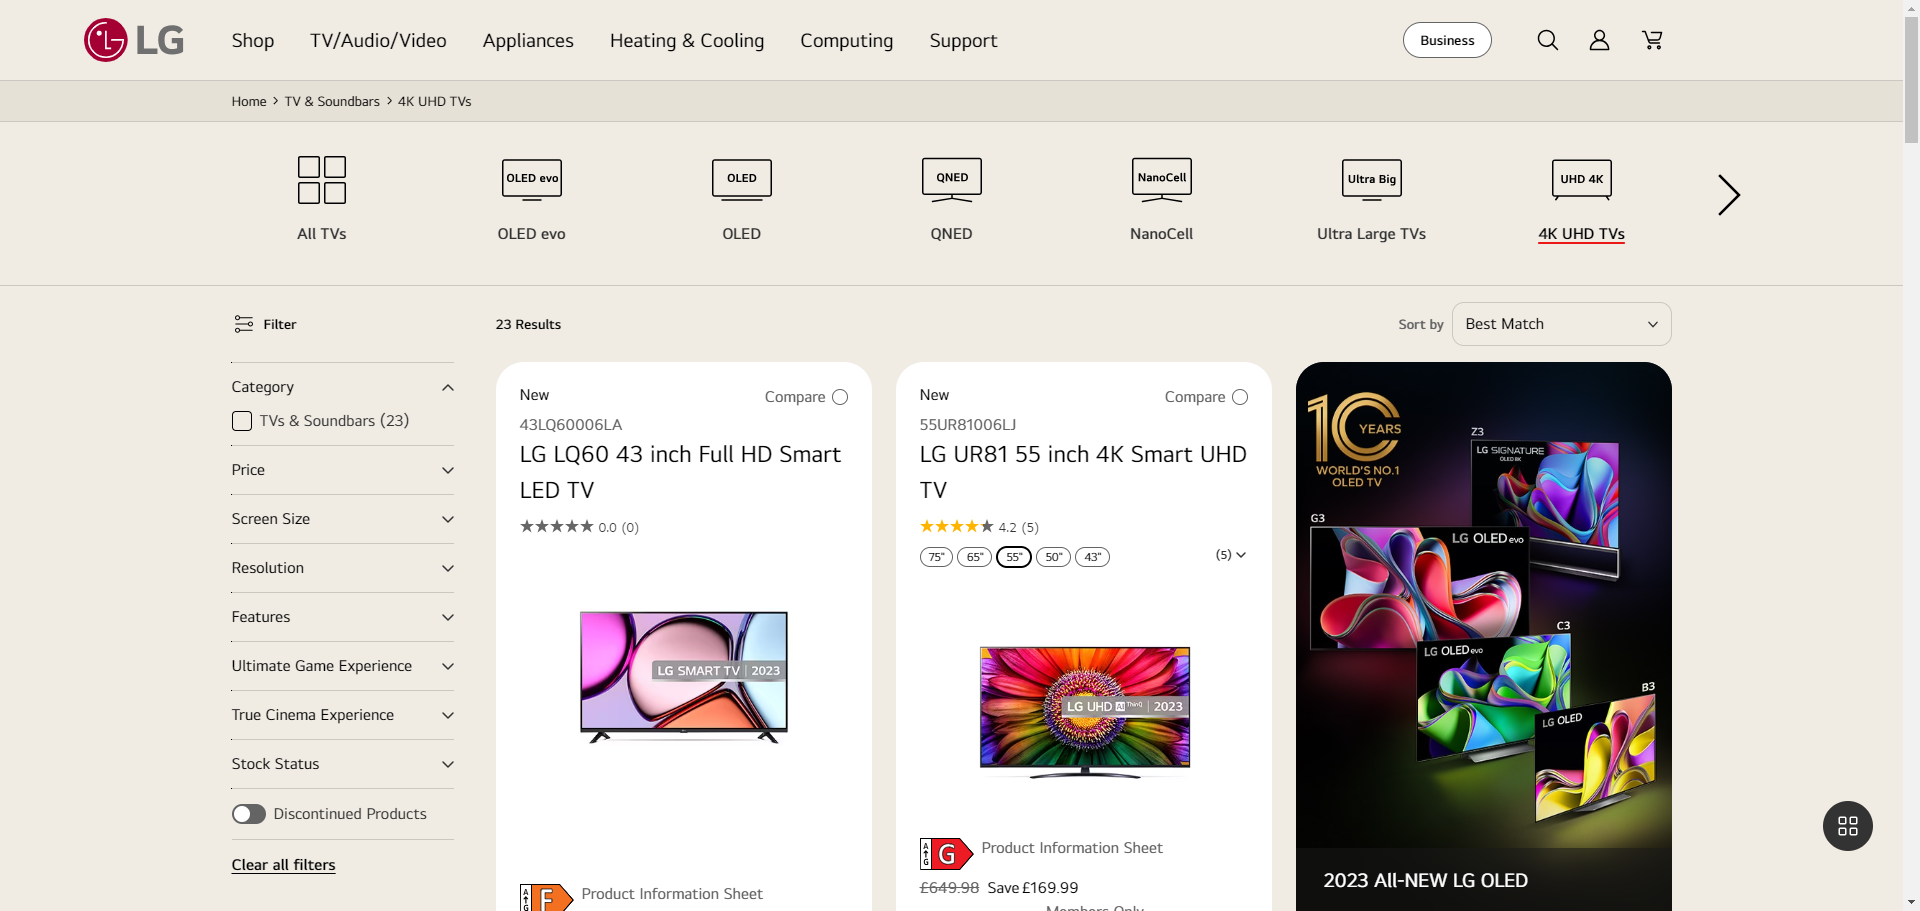 LG
Shop
TV/Audio/Video
Appliances
Heating & Cooling
Computing
Support
Business
Home > TV & Soundbars > 4K UHD TVs
OLED evo
OLED
QNED
NanoCell
Ultra Big
UHD 4K
All TVs
OLED evo
OLED
QNED
NanoCell
Ultra Large TVs
4K UHD TVs
Filter
23 Results
Sort by
Best Match
Category
TVs & Soundbars (23)
Price
Screen Size
Resolution
Features
Ultimate Game Experience
True Cinema Experience
Stock Status
Discontinued Products
Clear all filters
New
Compare
43LQ60006LA
LG LQ60 43 inch Full HD Smart
LED TV
0.0 (0)
LG SMART TV | 2023
A
G
F
Product Information Sheet
New
Compare
55UR81006LJ
LG UR81 55 inch 4K Smart UHD
TV
4.2 (5)
75"
65"
55"
50"
43"
(5)
LG UHD AI ThinQ | 2023
A
G
G
Product Information Sheet
£649.98 Save £169.99
Members Only
10 YEARS
WORLD'S NO.1
OLED TV
Z3
LG SIGNATURE
OLED 8K
G3
LG OLED evo
C3
LG OLED evo
B3
LG OLED
2023 All-NEW LG OLED